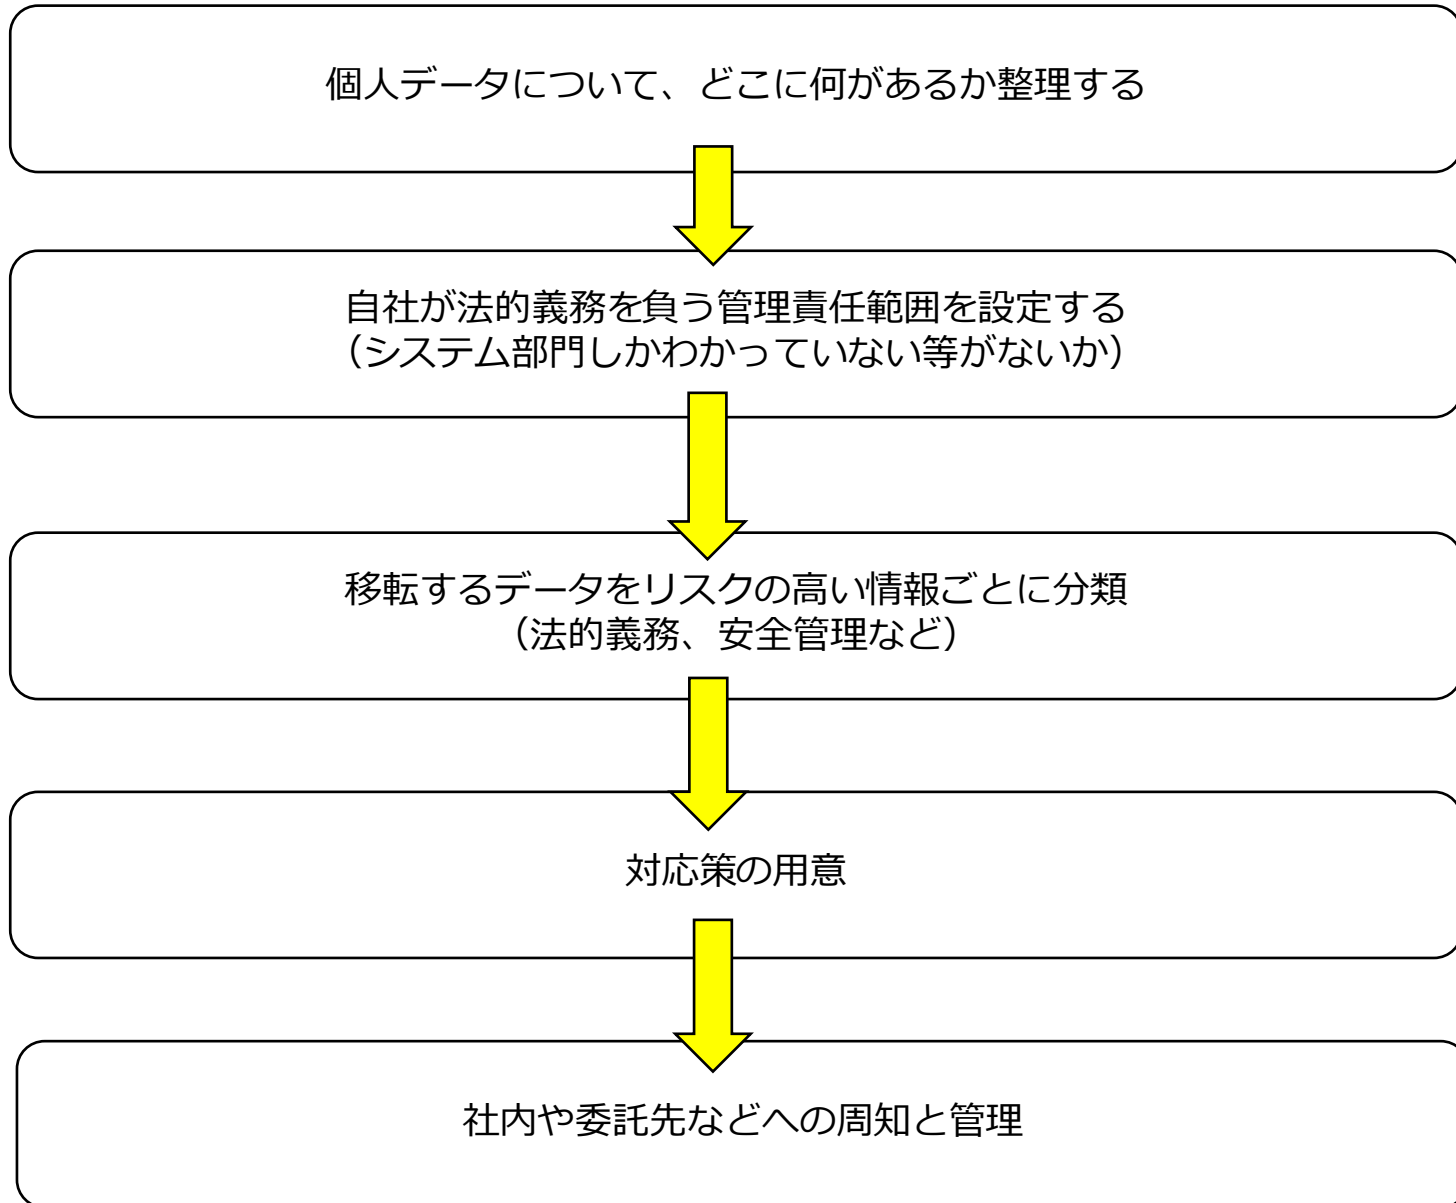 個人データについて、どこに何があるか整理する
自社が法的義務を負う管理責任範囲を設定する
（システム部門しかわかっていない等がないか）
移転するデータをリスクの高い情報ごとに分類
（法的義務、安全管理など）
対応策の用意
社内や委託先などへの周知と管理